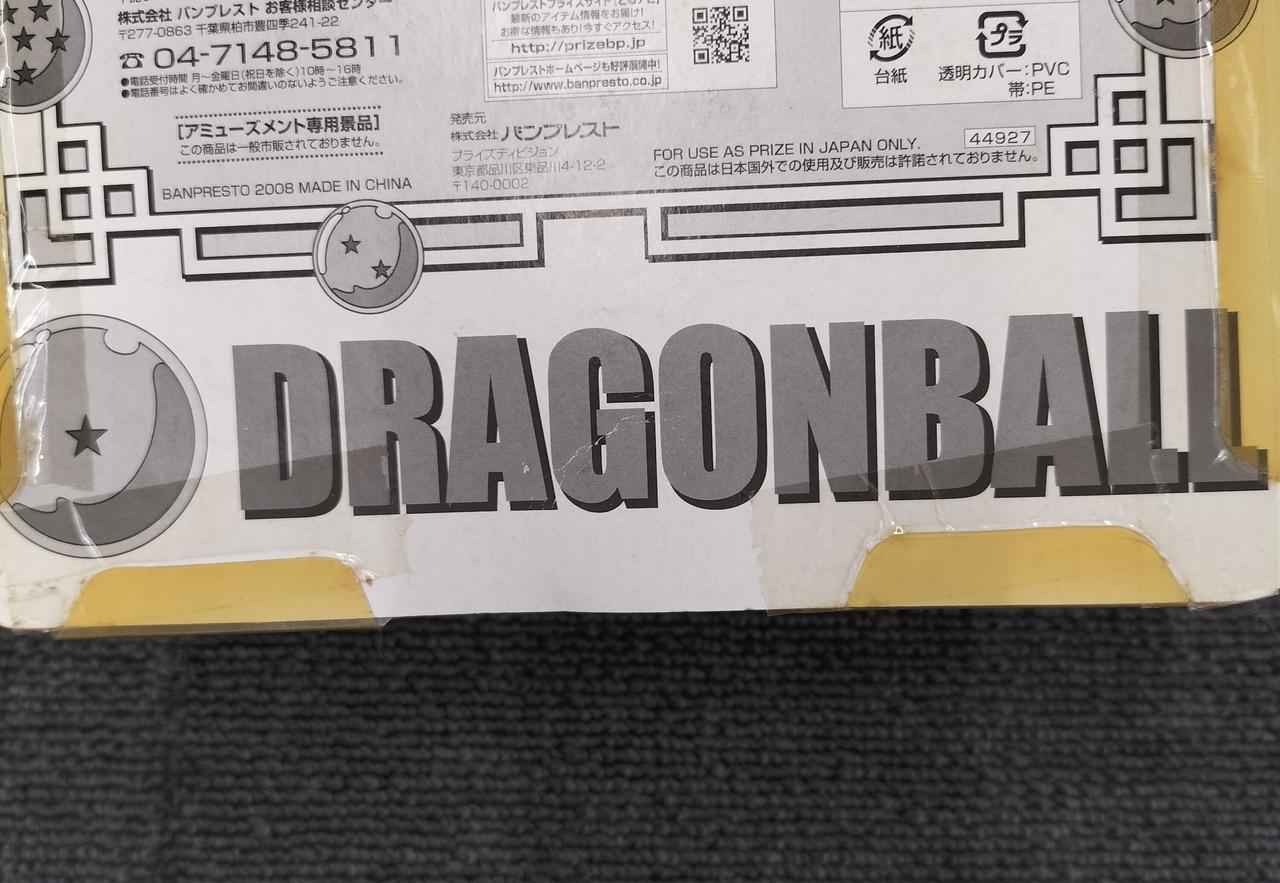 株式会社 バンプレスト お客様相談センター
〒277-0863 千葉県柏市豊四季241-22
☎04-7148-5811
●電話受付時間 月〜金曜日(祝日を除く)10時〜16時
●電話番号はよく確かめてお間違いのないようご注意ください。
[アミューズメント専用景品]
この商品は一般市販されておりません。
BANPRESTO 2008 MADE IN CHINA
最新のアイテム情報をお届け!
お得な情報もあり!今すぐアクセス!
http://prizebp.jp
バンプレストホームページも好評展開中!
http://www.banpresto.co.jp
発売元
株式会社 バンプレスト
プライズディビジョン
東京都品川区東品川4-12-2
〒140-0002
紙
台紙
プラ
透明カバー:PVC
帯:PE
44927
FOR USE AS PRIZE IN JAPAN ONLY.
この商品は日本国外での使用及び販売は許諾されておりません。
DRAGONBALL